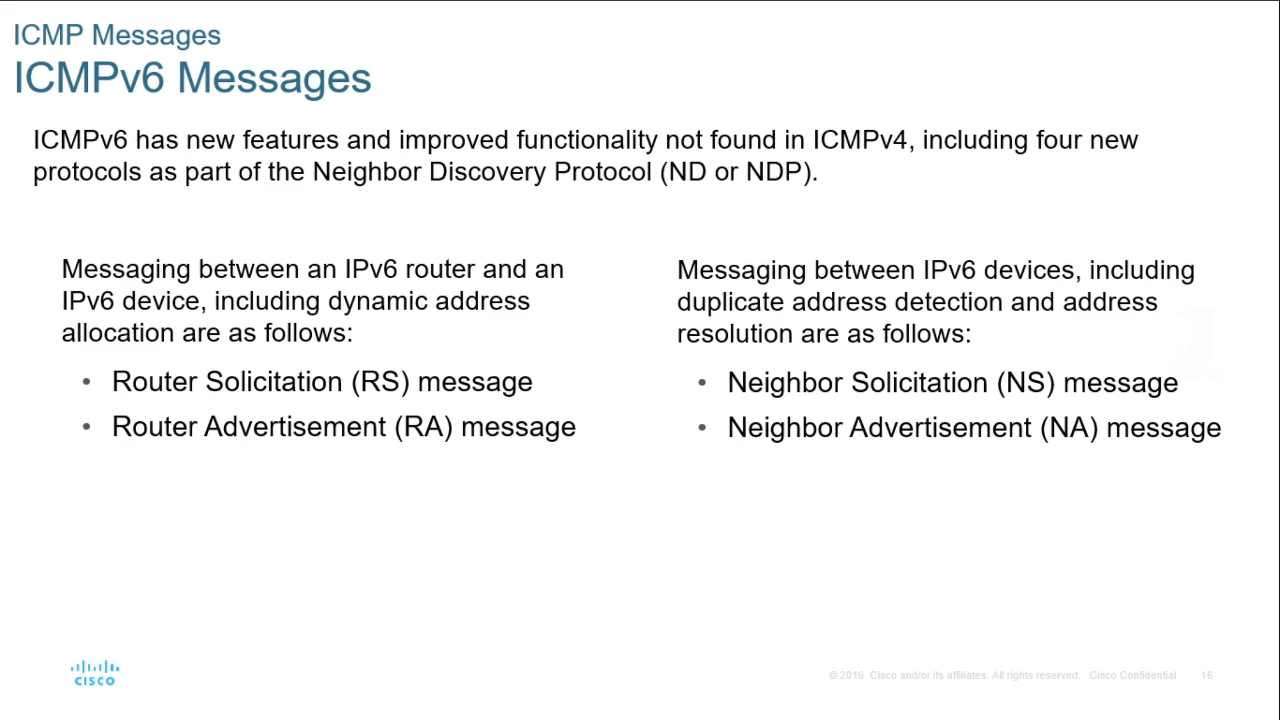 ICMP Messages
ICMPv6 Messages
ICMPv6 has new features and improved functionality not found in ICMPv4, including four new
protocols as part of the Neighbor Discovery Protocol (ND or NDP).
Messaging between an IPv6 router and an
IPv6 device, including dynamic address
allocation are as follows:
• Router Solicitation (RS) message
• Router Advertisement (RA) message
Messaging between IPv6 devices, including
duplicate address detection and address
resolution are as follows:
• Neighbor Solicitation (NS) message
• Neighbor Advertisement (NA) message
CISCO
© 2016 Cisco and/or its affiliates. All rights reserved. Cisco Confidential 16